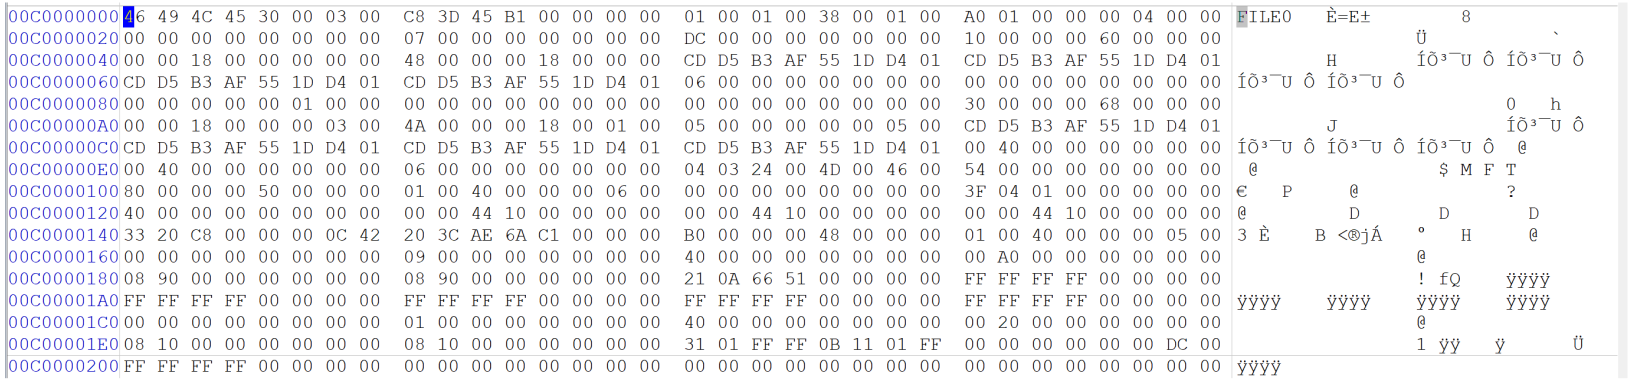 00C0000000 46 49 4C 45 30 00 03 00 C8 3D 45 B1 00 00 00 00 01 00 01 00 38 00 01 00 A0 01 00 00 00 04 00 00 FILE0 È=E± 8
00C0000020 00 00 00 00 00 00 00 00 07 00 00 00 00 00 00 00 DC 00 00 00 00 00 00 00 10 00 00 00 60 00 00 00 Ü `
00C0000040 00 00 18 00 00 00 00 00 48 00 00 00 18 00 00 00 CD D5 B3 AF 55 1D D4 01 CD D5 B3 AF 55 1D D4 01 H ÍÕ³¯U Ô ÍÕ³¯U Ô
00C0000060 CD D5 B3 AF 55 1D D4 01 CD D5 B3 AF 55 1D D4 01 06 00 00 00 00 00 00 00 00 00 00 00 00 00 00 00 ÍÕ³¯U Ô ÍÕ³¯U Ô
00C0000080 00 00 00 00 00 01 00 00 00 00 00 00 00 00 00 00 00 00 00 00 00 00 00 00 30 00 00 00 68 00 00 00 0 h
00C00000A0 00 00 18 00 00 00 03 00 4A 00 00 00 18 00 01 00 05 00 00 00 00 00 05 00 CD D5 B3 AF 55 1D D4 01 J ÍÕ³¯U Ô
00C00000C0 CD D5 B3 AF 55 1D D4 01 CD D5 B3 AF 55 1D D4 01 CD D5 B3 AF 55 1D D4 01 00 40 00 00 00 00 00 00 ÍÕ³¯U Ô ÍÕ³¯U Ô ÍÕ³¯U Ô @
00C00000E0 00 40 00 00 00 00 00 00 06 00 00 00 00 00 00 00 04 03 24 00 4D 00 46 00 54 00 00 00 00 00 00 00 @ $ M F T
00C0000100 80 00 00 00 50 00 00 00 01 00 40 00 00 00 06 00 00 00 00 00 00 00 00 00 3F 04 01 00 00 00 00 00 € P @ ?
00C0000120 40 00 00 00 00 00 00 00 00 00 44 10 00 00 00 00 00 00 44 10 00 00 00 00 00 00 44 10 00 00 00 00 @ D D D
00C0000140 33 20 C8 00 00 00 0C 42 20 3C AE 6A C1 00 00 00 B0 00 00 00 48 00 00 00 01 00 40 00 00 00 05 00 3 È B <®jÁ ° H @
00C0000160 00 00 00 00 00 00 00 00 09 00 00 00 00 00 00 00 40 00 00 00 00 00 00 00 00 A0 00 00 00 00 00 00 @
00C0000180 08 90 00 00 00 00 00 00 08 90 00 00 00 00 00 00 21 0A 66 51 00 00 00 00 FF FF FF FF 00 00 00 00 ! fQ ÿÿÿÿ
00C00001A0 FF FF FF FF 00 00 00 00 FF FF FF FF 00 00 00 00 FF FF FF FF 00 00 00 00 FF FF FF FF 00 00 00 00 ÿÿÿÿ ÿÿÿÿ ÿÿÿÿ ÿÿÿÿ
00C00001C0 00 00 00 00 00 00 00 00 01 00 00 00 00 00 00 00 40 00 00 00 00 00 00 00 00 20 00 00 00 00 00 00 @
00C00001E0 08 10 00 00 00 00 00 00 08 10 00 00 00 00 00 00 31 01 FF FF 0B 11 01 FF 00 00 00 00 00 00 DC 00 1 ÿÿ ÿ Ü
00C0000200 FF FF FF FF 00 00 00 00 00 00 00 00 00 00 00 00 00 00 00 00 00 00 00 00 00 00 00 00 00 00 00 00 ÿÿÿÿ